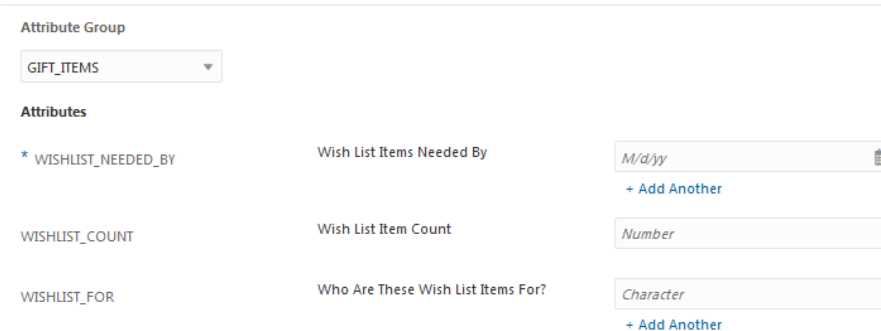 Attribute Group
GIFT_ITEMS
Attributes
* WISHLIST_NEEDED_BY Wish List Items Needed By M/d/yy
+ Add Another
WISHLIST_COUNT Wish List Item Count Number
WISHLIST_FOR Who Are These Wish List Items For? Character
+ Add Another